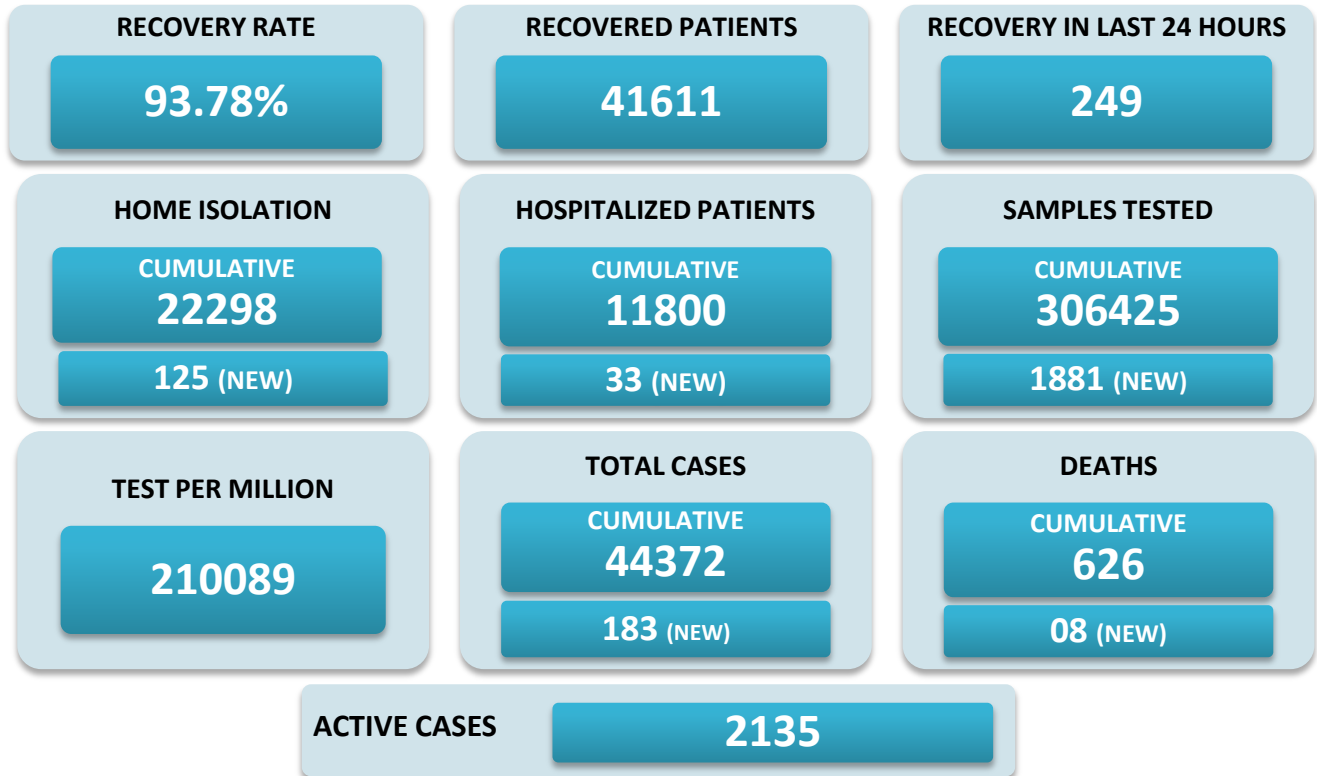 RECOVERY RATE
93.78%
RECOVERED PATIENTS
41611
RECOVERY IN LAST 24 HOURS
249
HOME ISOLATION
CUMULATIVE
22298
125 (NEW)
HOSPITALIZED PATIENTS
CUMULATIVE
11800
33 (NEW)
SAMPLES TESTED
CUMULATIVE
306425
1881 (NEW)
TEST PER MILLION
210089
TOTAL CASES
CUMULATIVE
44372
183 (NEW)
DEATHS
CUMULATIVE
626
08 (NEW)
ACTIVE CASES
2135